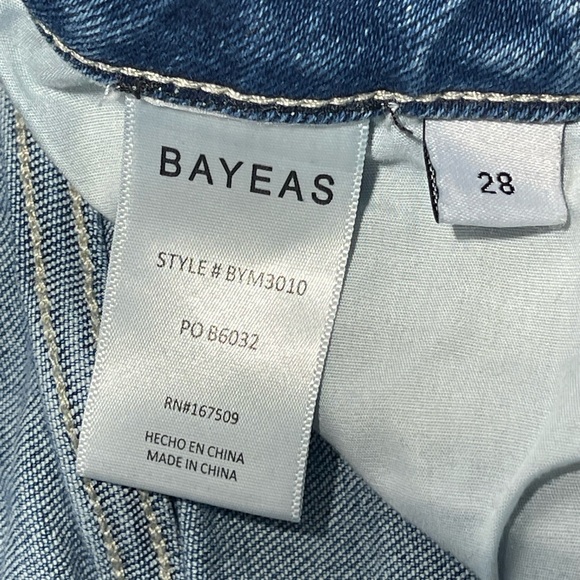 BAYEAS
STYLE # BYM3010
PO B6032
RN#167509
HECHO EN CHINA
MADE IN CHINA
28